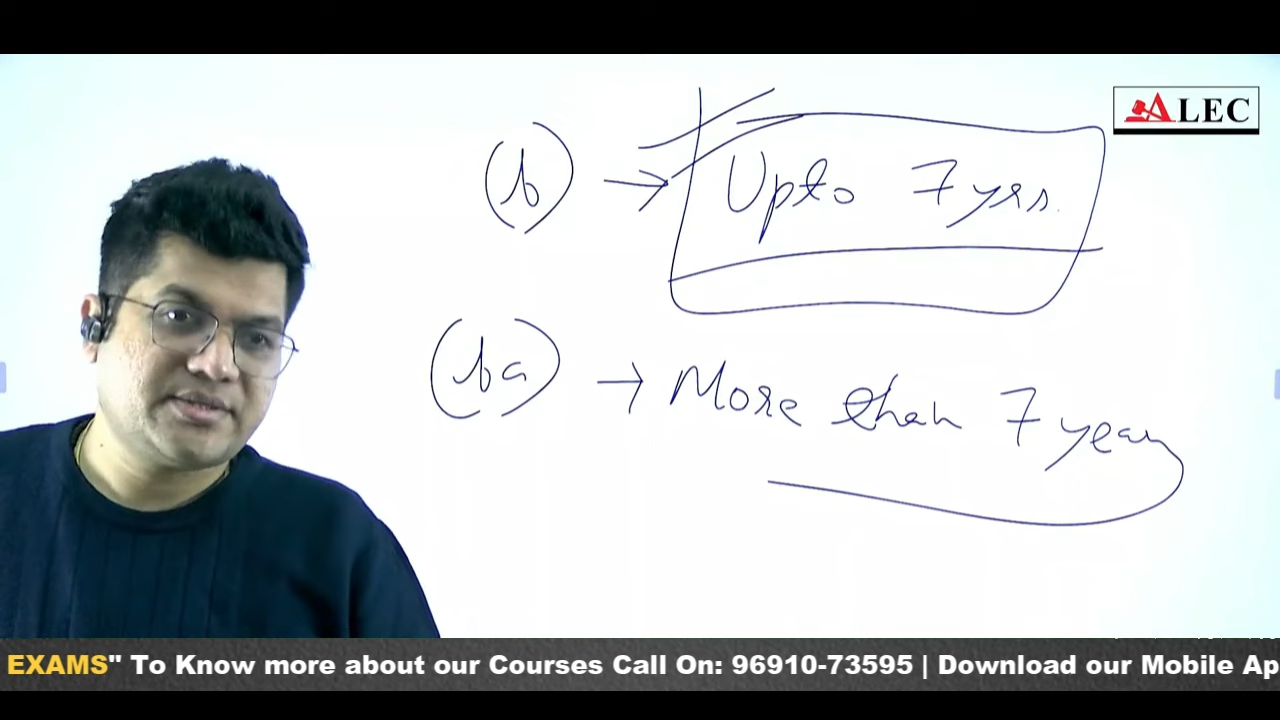 ALEC
(b) → Upto 7 yrs.
(ba) → More than 7 year
EXAMS" To Know more about our Courses Call On: 96910-73595 | Download our Mobile Ap